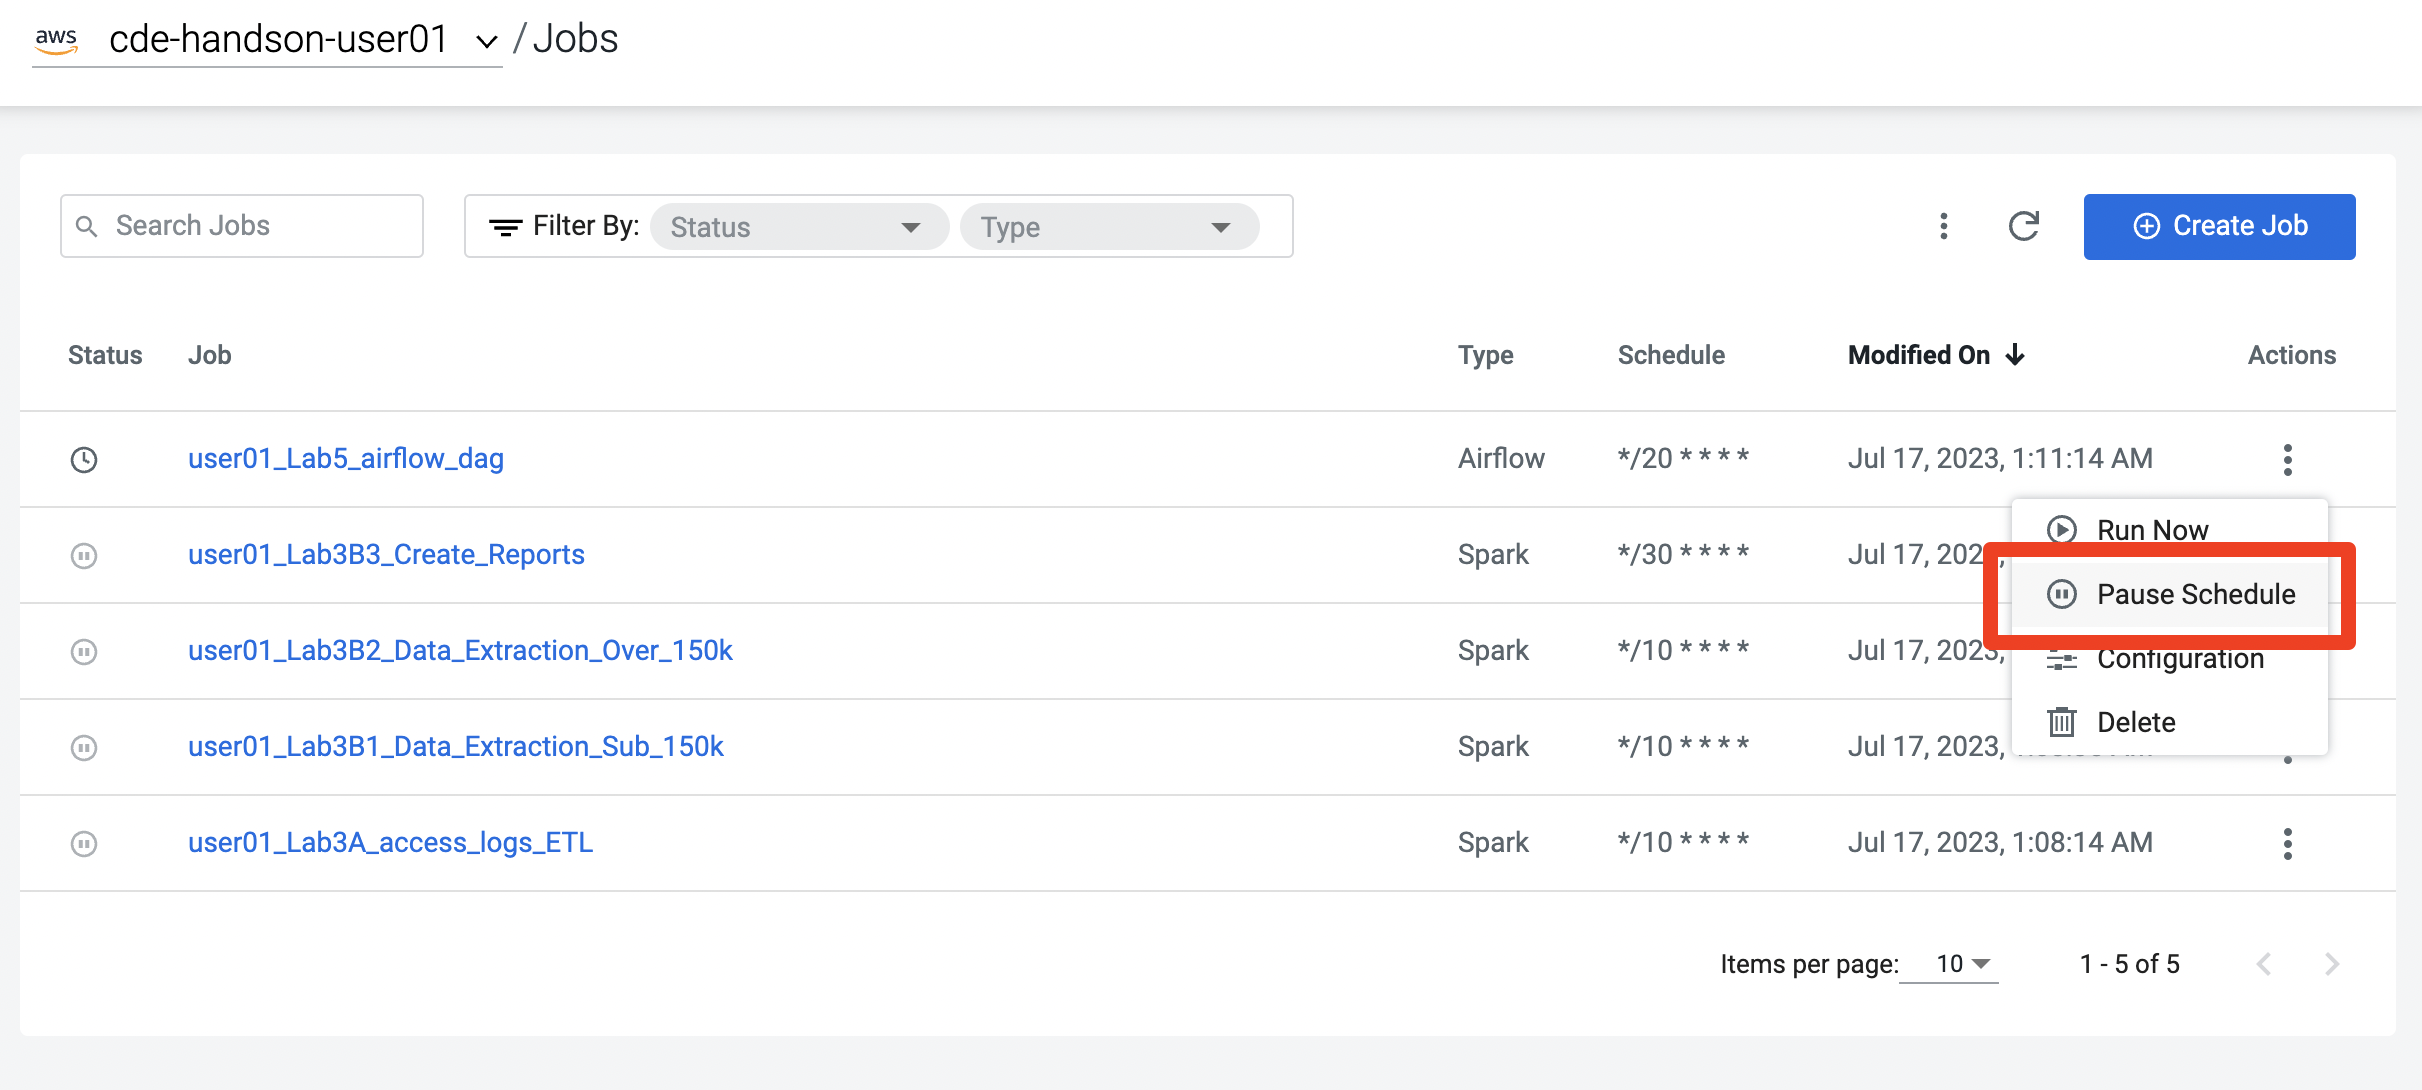 aws cde-handson-user01 / Jobs
Search Jobs Filter By: Status Type Create Job
Status Job Type Schedule Modified On Actions
user01_Lab5_airflow_dag Airflow */20 * * * * Jul 17, 2023, 1:11:14 AM
Run Now
user01_Lab3B3_Create_Reports Spark */30 * * * * Jul 17, 202
Pause Schedule
user01_Lab3B2_Data_Extraction_Over_150k Spark */10 * * * * Jul 17, 2023,
Configuration
Delete
user01_Lab3B1_Data_Extraction_Sub_150k Spark */10 * * * * Jul 17, 2023,
user01_Lab3A_access_logs_ETL Spark */10 * * * * Jul 17, 2023, 1:08:14 AM
Items per page: 10 1 - 5 of 5